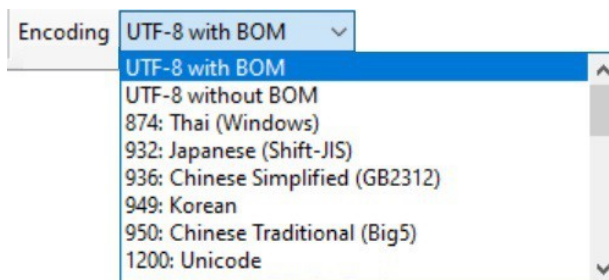 Encoding UTF-8 with BOM
UTF-8 with BOM
UTF-8 without BOM
874: Thai (Windows)
932: Japanese (Shift-JIS)
936: Chinese Simplified (GB2312)
949: Korean
950: Chinese Traditional (Big5)
1200: Unicode